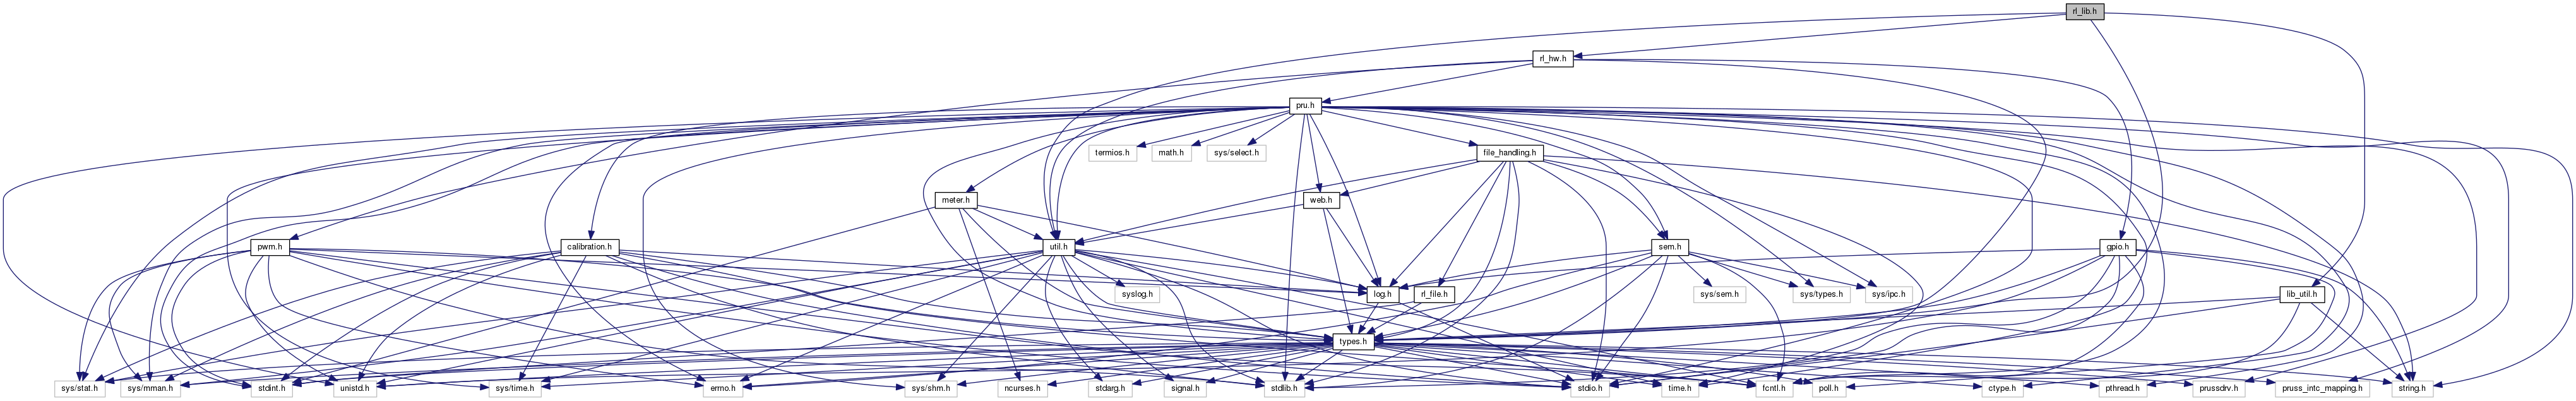 rl_lib.h
rl_hw.h
pru.h
termios.h
math.h
sys/select.h
file_handling.h
meter.h
web.h
pwm.h
calibration.h
util.h
sem.h
gpio.h
syslog.h
log.h
rl_file.h
sys/sem.h
sys/types.h
sys/ipc.h
lib_util.h
types.h
sys/stat.h
sys/mman.h
stdint.h
unistd.h
sys/time.h
errno.h
sys/shm.h
ncurses.h
stdarg.h
signal.h
stdlib.h
stdio.h
time.h
fcntl.h
poll.h
ctype.h
pthread.h
prussdrv.h
pruss_intc_mapping.h
string.h